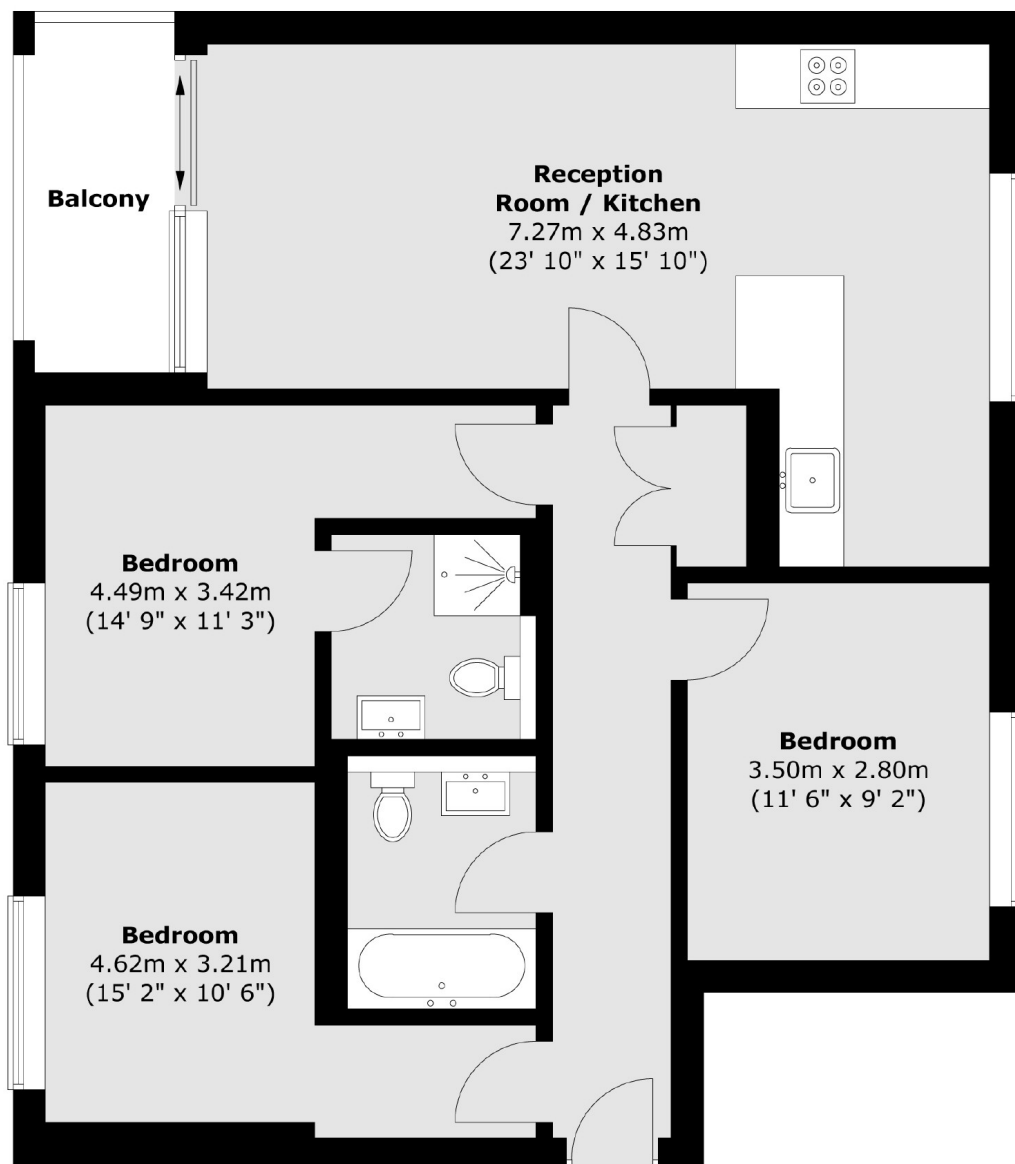 Balcony
Reception
Room / Kitchen
7.27m x 4.83m
(23' 10" x 15' 10")
Bedroom
4.49m x 3.42m
(14' 9" x 11' 3")
Bedroom
3.50m x 2.80m
(11' 6" x 9' 2")
Bedroom
4.62m x 3.21m
(15' 2" x 10' 6")